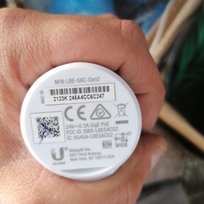 M/N: LBE-5AC-Gen2
2123K 245A4CC6C247
24V⎓0.3A GigE PoE
FCC ID: SWX-LBE5ACG2
IC: 6545A-LBE5ACG2
Ubiquiti Inc.
685 Third Avenue
New York, NY 10017 USA